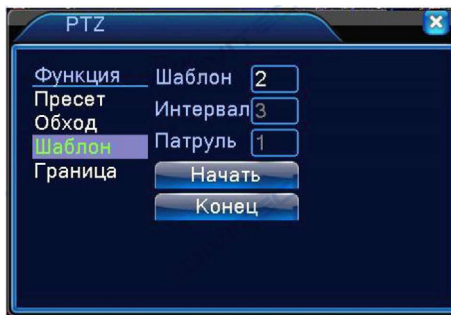 PTZ
Функция
Пресет
Обход
Шаблон
Граница
Шаблон 2
Интервал 3
Патруль 1
Начать
Конец